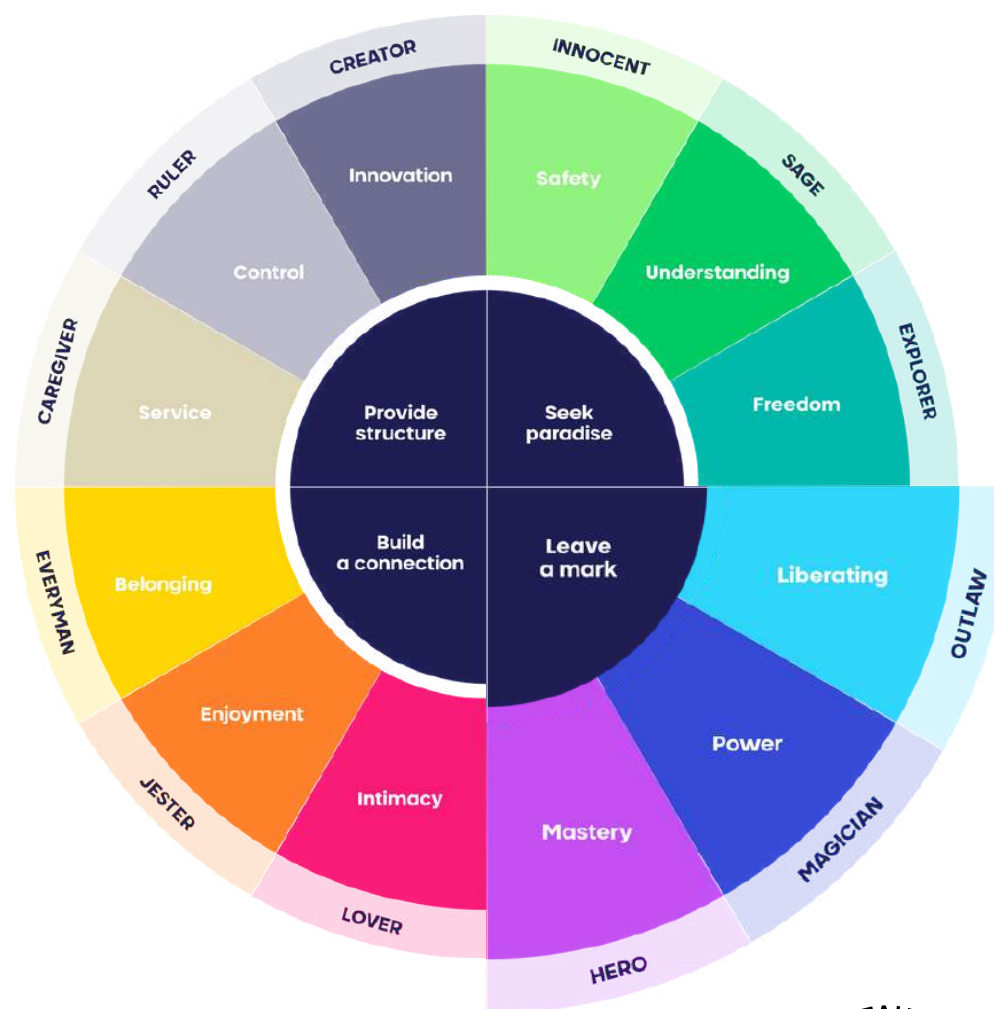 CREATOR
INNOCENT
RULER
SAGE
CAREGIVER
EXPLORER
Innovation
Safety
Control
Understanding
Service
Freedom
Provide
structure
Seek
paradise
Build
a connection
Leave
a mark
Belonging
Liberating
Enjoyment
Power
Intimacy
Mastery
EVERYMAN
OUTLAW
JESTER
MAGICIAN
LOVER
HERO